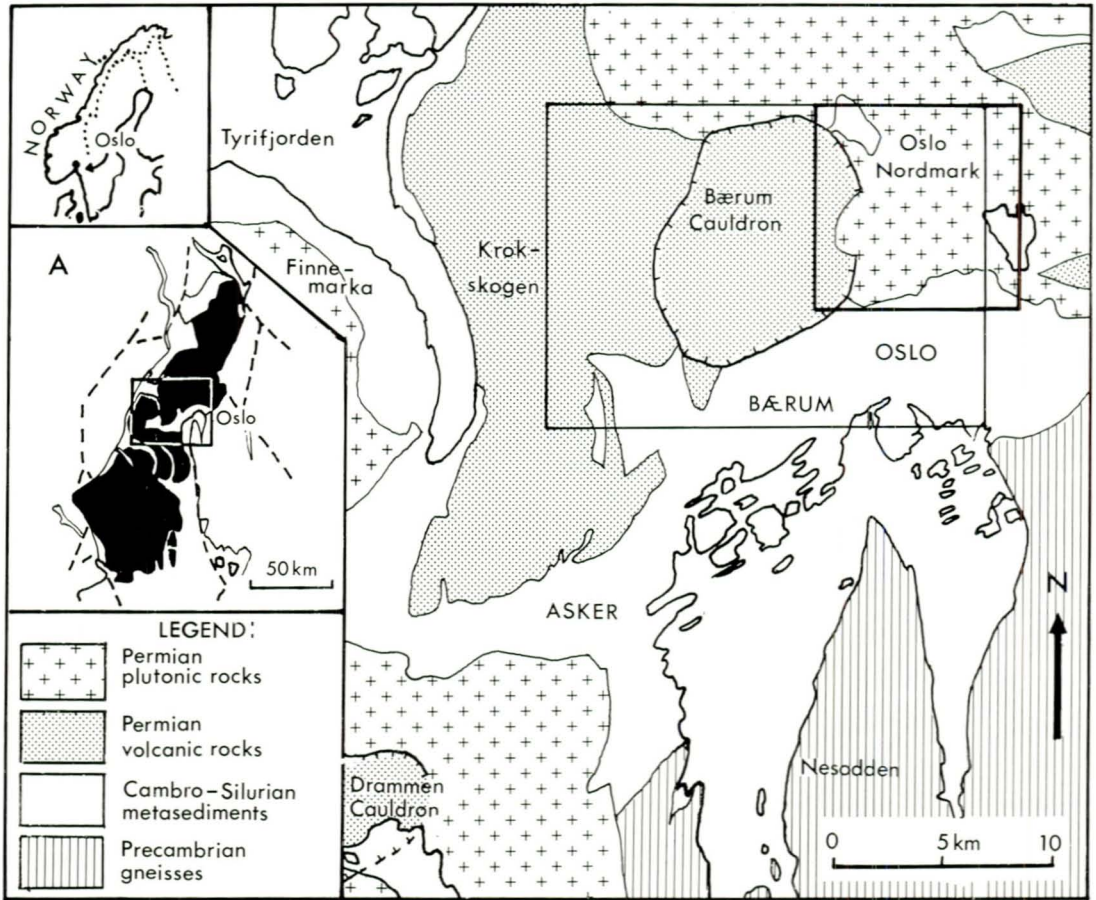 NORWAY
Oslo
A
Oslo
50 km
LEGEND:
Permian
plutonic rocks
Permian
volcanic rocks
Cambro-Silurian
metasediments
Precambrian
gneisses
Tyrifjorden
Finne-
marka
Krok-
skogen
Bærum
Cauldron
Oslo
Nordmark
OSLO
BÆRUM
ASKER
Drammen
Cauldron
Nesodden
N
0 5 km 10